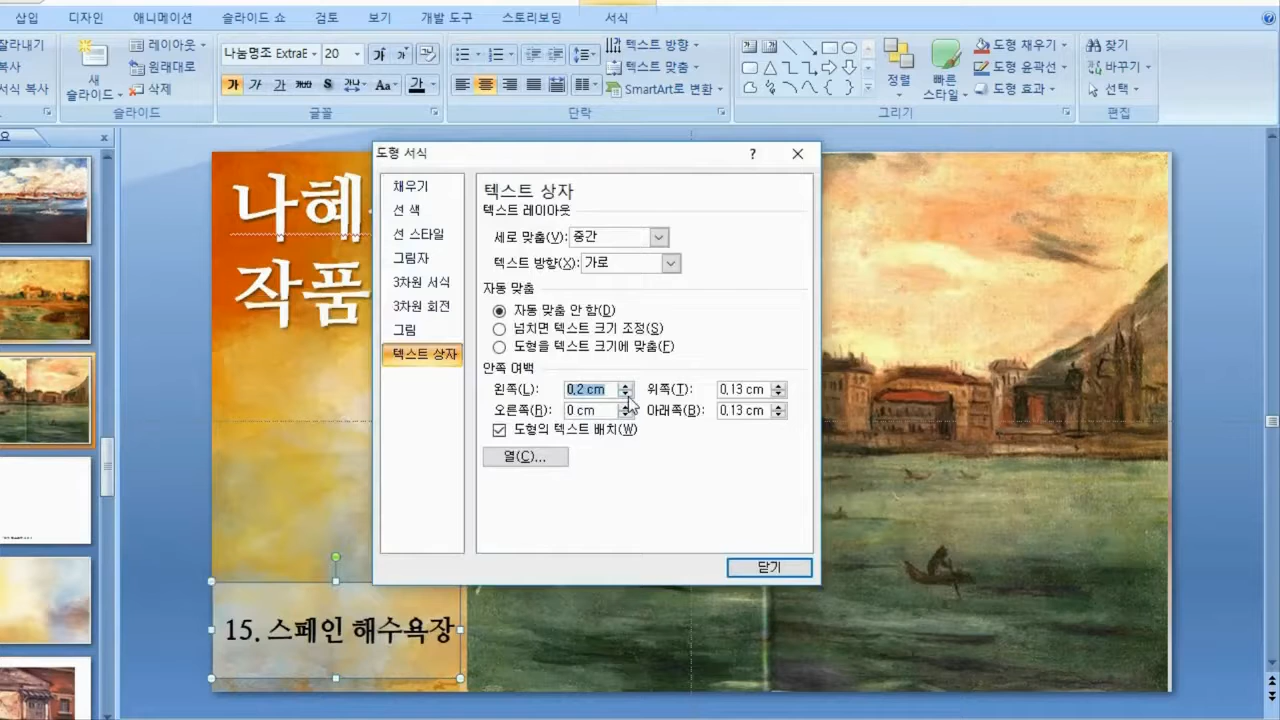 삽입 디자인 애니메이션 슬라이드 쇼 검토 보기 개발 도구 스토리보딩 서식
잘라내기 레이아웃 나눔명조 ExtraE 20 텍스트 방향 도형 채우기 찾기
복사 원래대로 텍스트 맞춤 도형 윤곽선 바꾸기
서식 복사 새 슬라이드 삭제 가 가 가 가 S 간 Aa 가 SmartArt로 변환 정렬 빠른 스타일 도형 효과 선택
슬라이드 글꼴 단락 그리기 편집
요
도형 서식 ?
채우기
선 색
선 스타일
그림자
3차원 서식
3차원 회전
그림
텍스트 상자
텍스트 상자
텍스트 레이아웃
세로 맞춤(V): 중간
텍스트 방향(X): 가로
자동 맞춤
자동 맞춤 안 함(D)
넘치면 텍스트 크기 조정(S)
도형을 텍스트 크기에 맞춤(F)
안쪽 여백
왼쪽(L): 0,2 cm 위쪽(T): 0,13 cm
오른쪽(R): 0 cm 아래쪽(B): 0,13 cm
도형의 텍스트 배치(W)
열(C)...
닫기
나혜
작품
15. 스페인 해수욕장